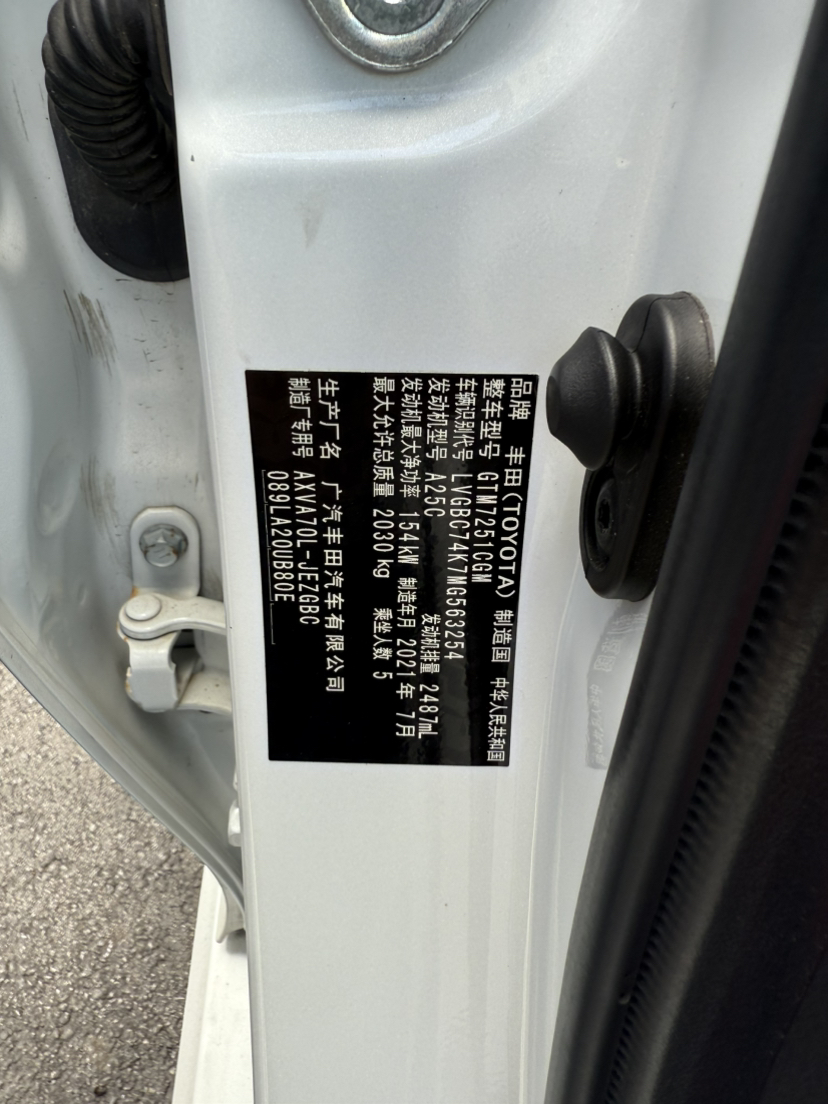 品牌 丰田(TOYOTA) 制造国 中华人民共和国
整车型号 GTM7251CGM
车辆识别代号 LVGBC74K7MG563254
发动机型号 A25C 发动机排量 2487mL
发动机最大净功率 154kW 制造年月 2021年 7月
最大允许总质量 2030kg 乘坐人数 5
生产厂名 广汽丰田汽车有限公司
制造厂专用号 AXVA70L-JEZGBC
089LA20UB80E